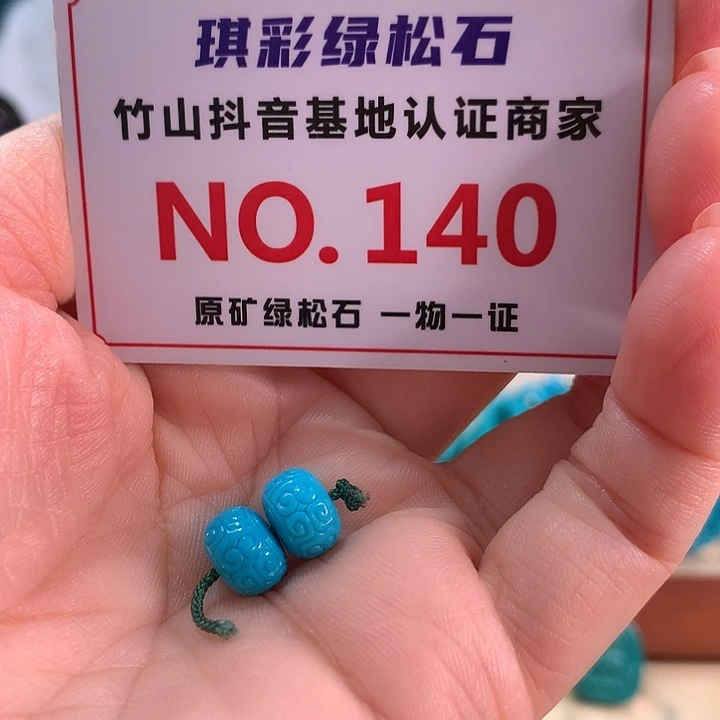 琪彩绿松石
竹山抖音基地认证商家
NO.140
原矿绿松石 一物一证